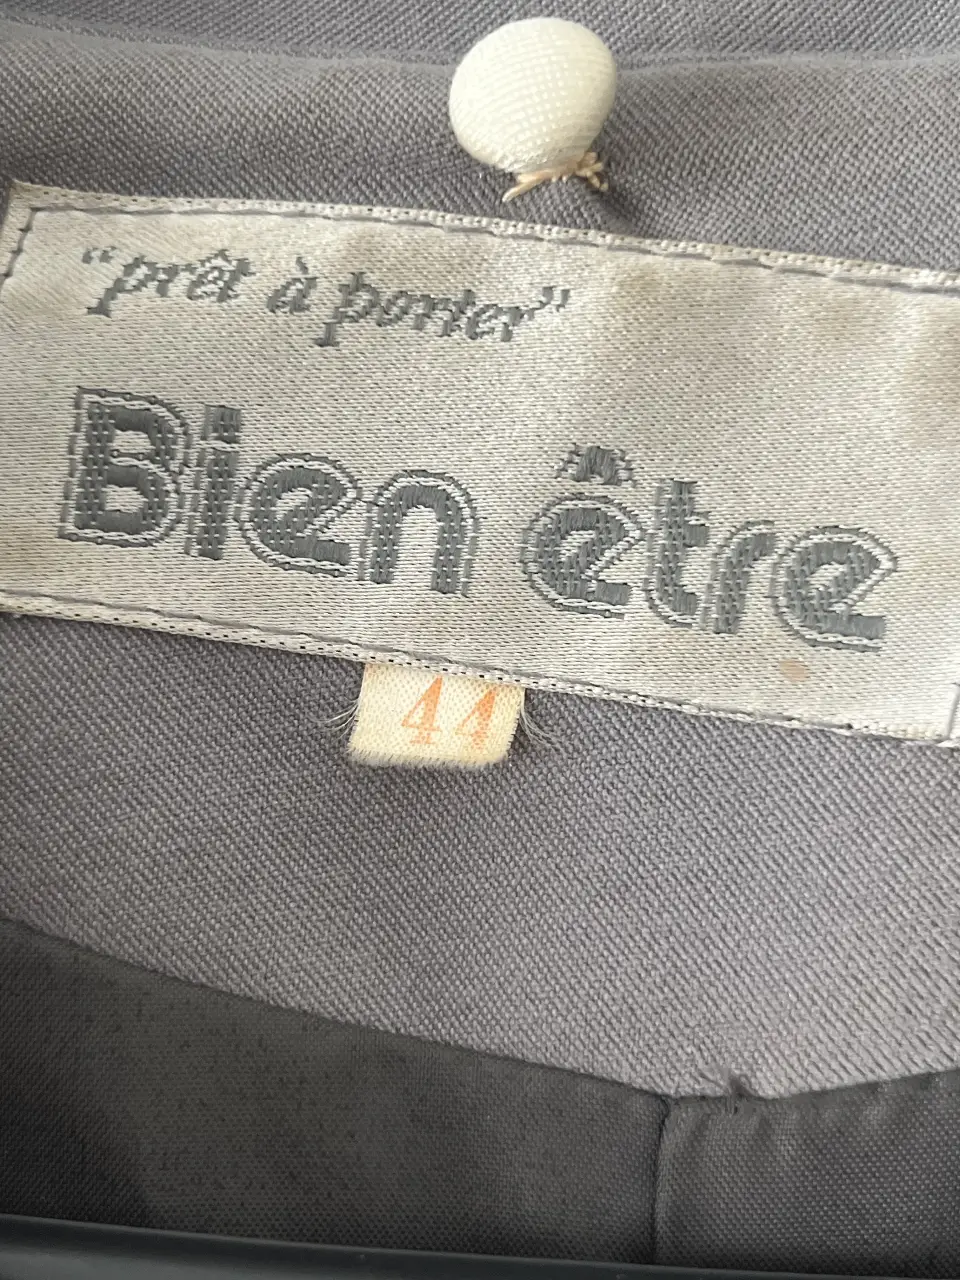 “prêt à porter”
Bien être
44